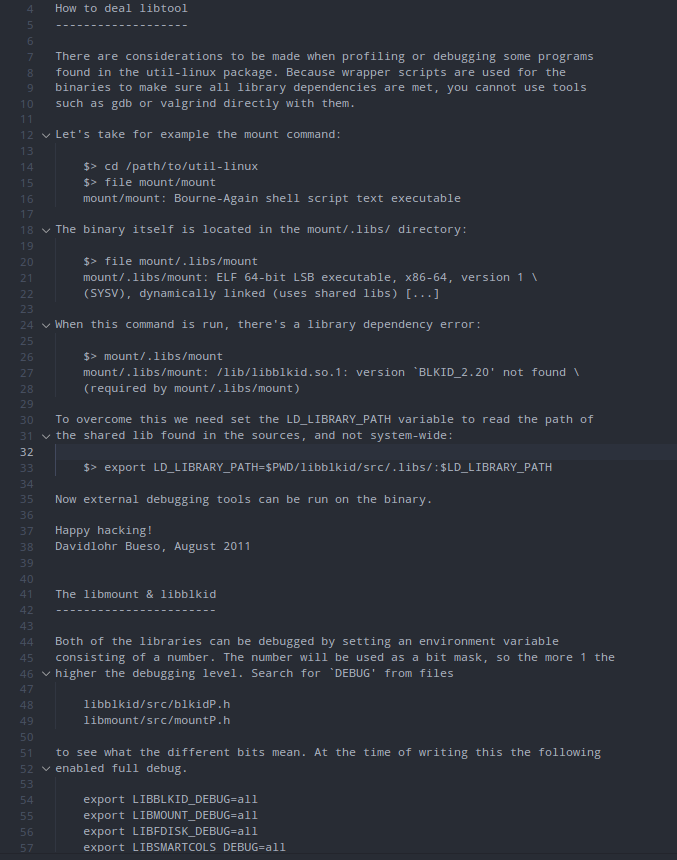 4 How to deal libtool
5 -------------------
6
7 There are considerations to be made when profiling or debugging some programs
8 found in the util-linux package. Because wrapper scripts are used for the
9 binaries to make sure all library dependencies are met, you cannot use tools
10 such as gdb or valgrind directly with them.
11
12 Let's take for example the mount command:
13
14     $> cd /path/to/util-linux
15     $> file mount/mount
16     mount/mount: Bourne-Again shell script text executable
17
18 The binary itself is located in the mount/.libs/ directory:
19
20     $> file mount/.libs/mount
21     mount/.libs/mount: ELF 64-bit LSB executable, x86-64, version 1 \
22     (SYSV), dynamically linked (uses shared libs) [...]
23
24 When this command is run, there's a library dependency error:
25
26     $> mount/.libs/mount
27     mount/.libs/mount: /lib/libblkid.so.1: version `BLKID_2.20' not found \
28     (required by mount/.libs/mount)
29
30 To overcome this we need set the LD_LIBRARY_PATH variable to read the path of
31 the shared lib found in the sources, and not system-wide:
32
33     $> export LD_LIBRARY_PATH=$PWD/libblkid/src/.libs/:$LD_LIBRARY_PATH
34
35 Now external debugging tools can be run on the binary.
36
37 Happy hacking!
38 Davidlohr Bueso, August 2011
39
40
41 The libmount & libblkid
42 -----------------------
43
44 Both of the libraries can be debugged by setting an environment variable
45 consisting of a number. The number will be used as a bit mask, so the more 1 the
46 higher the debugging level. Search for `DEBUG' from files
47
48     libblkid/src/blkidP.h
49     libmount/src/mountP.h
50
51 to see what the different bits mean. At the time of writing this the following
52 enabled full debug.
53
54     export LIBBLKID_DEBUG=all
55     export LIBMOUNT_DEBUG=all
56     export LIBFDISK_DEBUG=all
57     export LIBSMARTCOLS_DEBUG=all